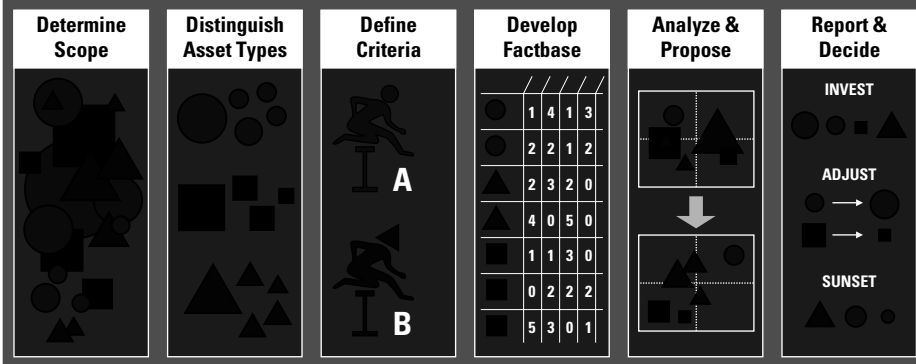 Determine
Scope
Distinguish
Asset Types
Define
Criteria
A
B
Develop
Factbase
1 4 1 3
2 2 1 2
2 3 2 0
4 0 5 0
1 1 3 0
0 2 2 2
5 3 0 1
Analyze &
Propose
Report &
Decide
INVEST
ADJUST
SUNSET